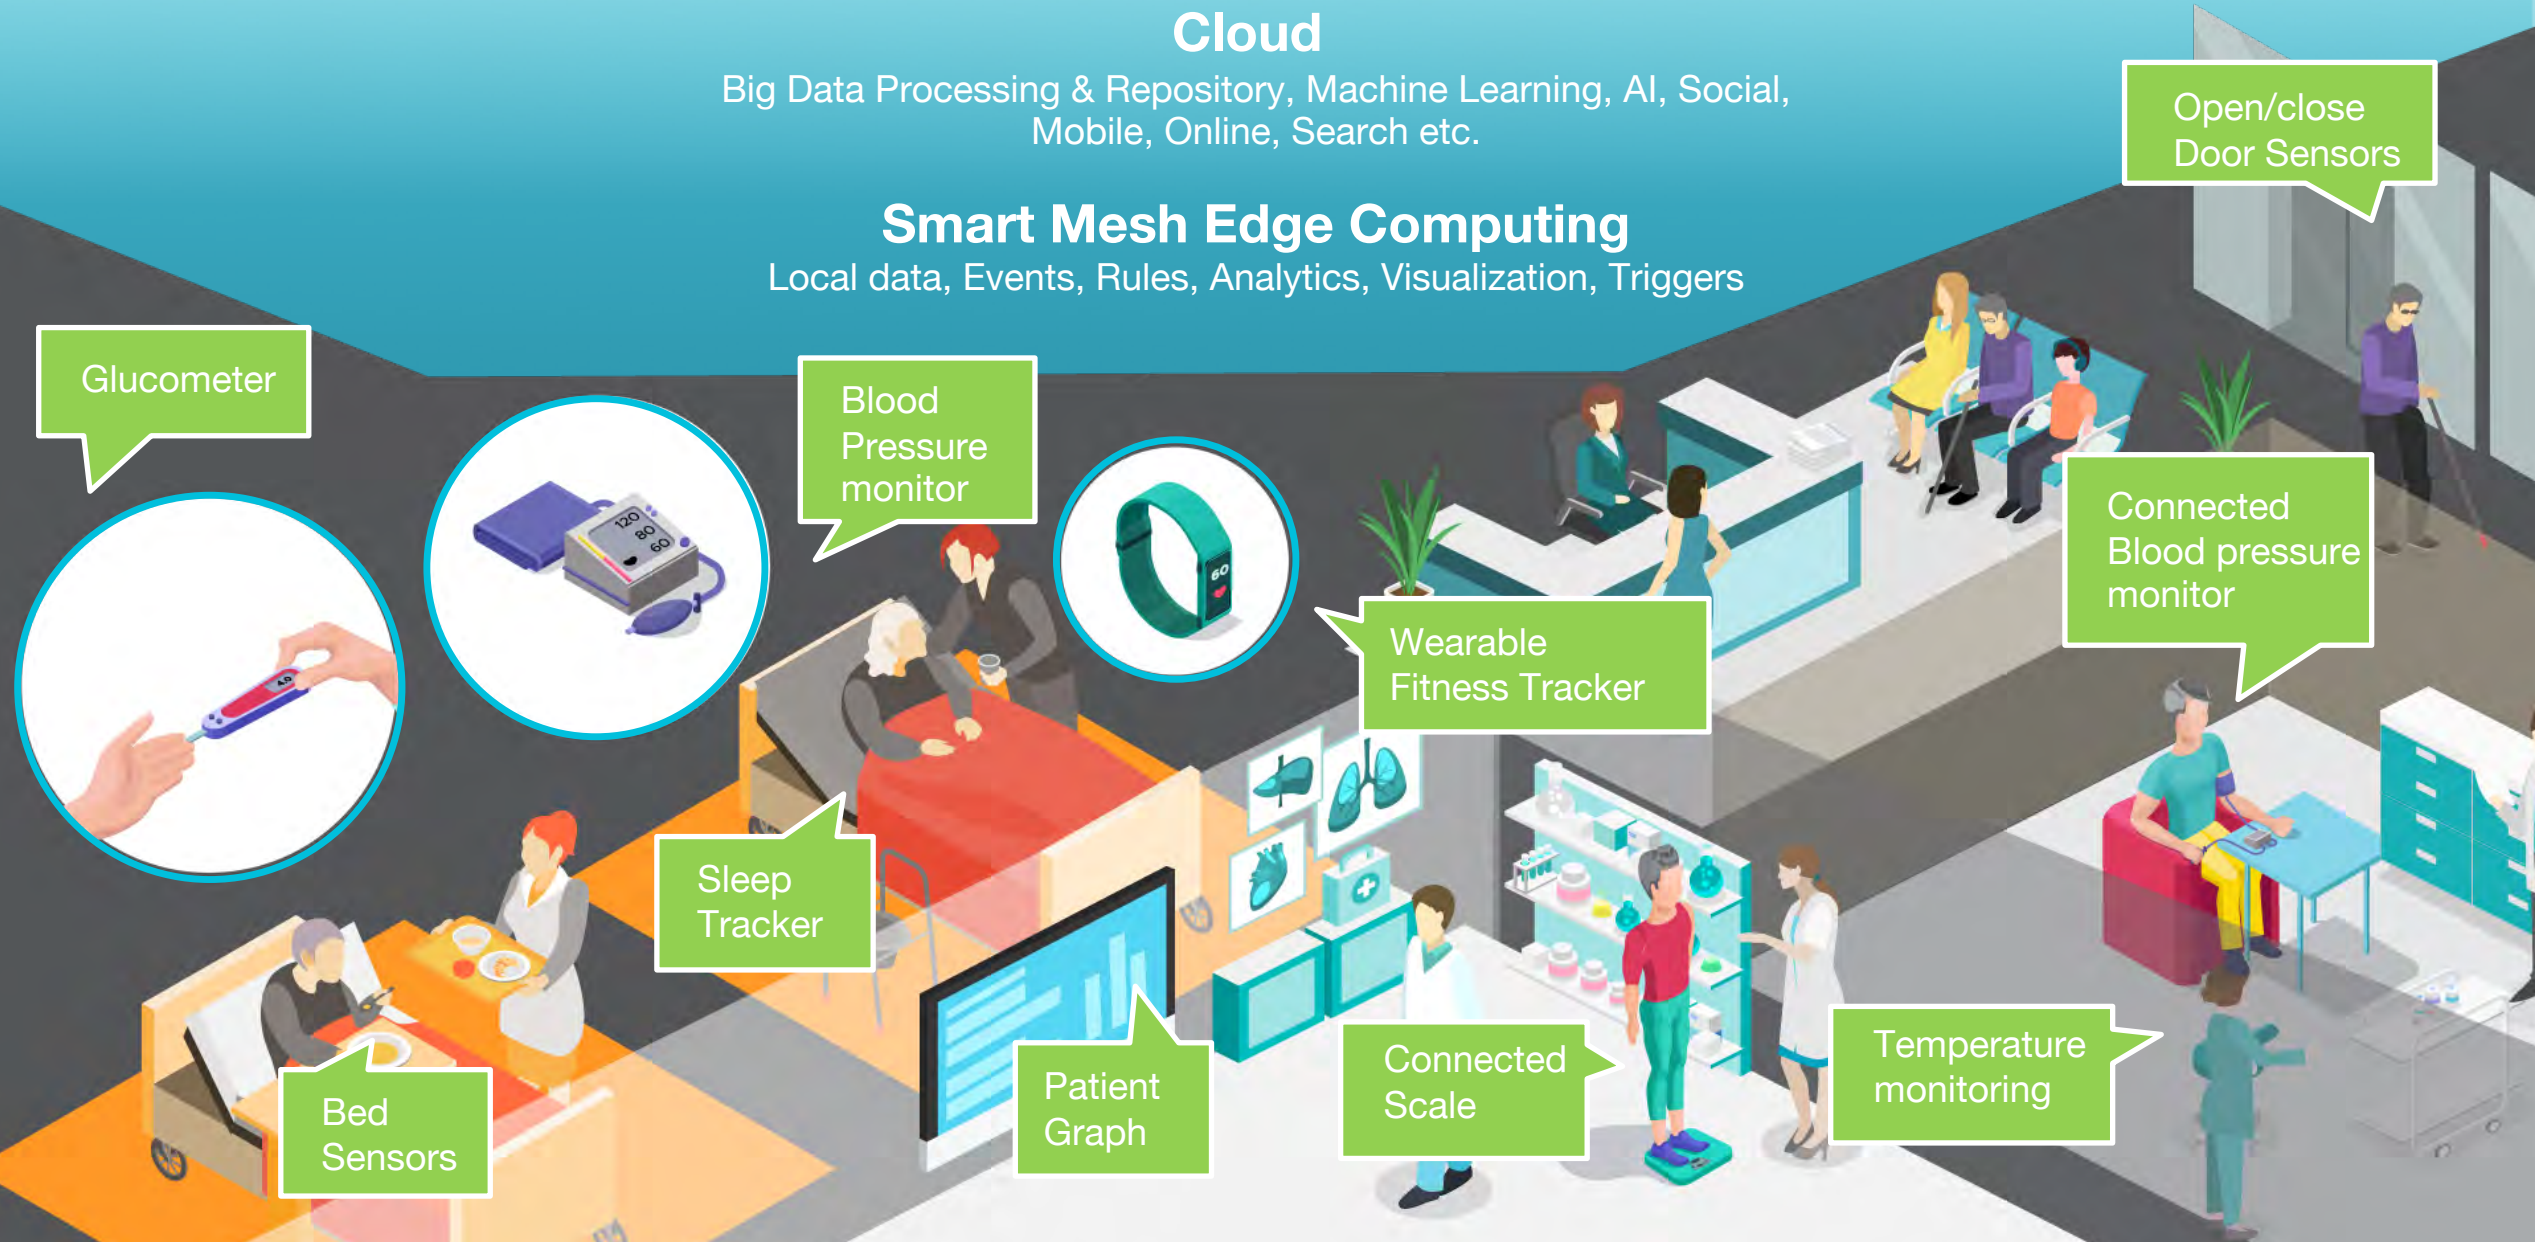 Cloud
Big Data Processing & Repository, Machine Learning, AI, Social,
Mobile, Online, Search etc.
Open/close
Door Sensors
Smart Mesh Edge Computing
Local data, Events, Rules, Analytics, Visualization, Triggers
Glucometer
Blood
Pressure
monitor
120
80
60
60
4.0
Connected
Blood pressure
monitor
Wearable
Fitness Tracker
Sleep
Tracker
Bed
Sensors
Patient
Graph
Connected
Scale
Temperature
monitoring